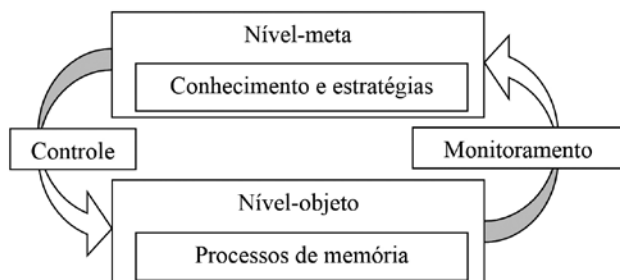 Nível-meta
Conhecimento e estratégias
Controle
Monitoramento
Nível-objeto
Processos de memória